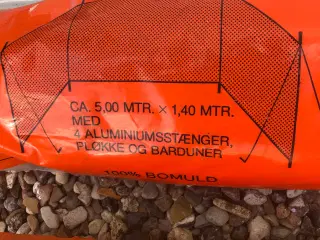 CA. 5,00 MTR. × 1,40 MTR.
MED
4 ALUMINIUMSSTÆNGER,
PLØKKE OG BARDUNER
100% BOMULD